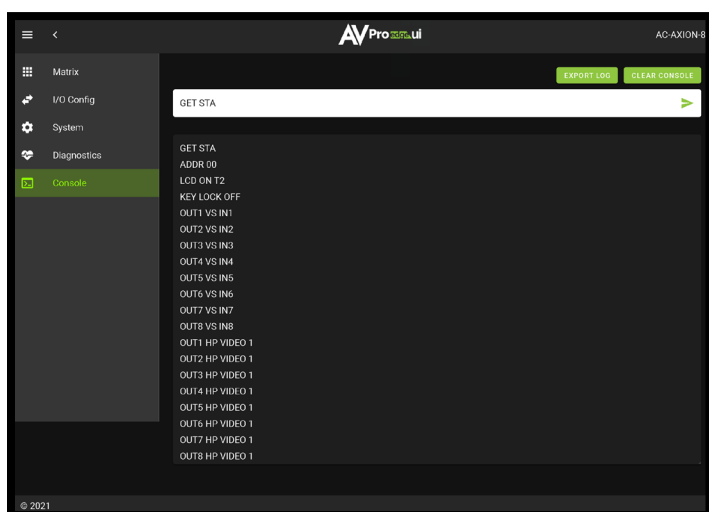 AV Pro edge.ui
AC-AXION-8
Matrix
I/O Config
System
Diagnostics
Console
EXPORT LOG
CLEAR CONSOLE
GET STA
GET STA
ADDR 00
LCD ON T2
KEY LOCK OFF
OUT1 VS IN1
OUT2 VS IN2
OUT3 VS IN3
OUT4 VS IN4
OUT5 VS IN5
OUT6 VS IN6
OUT7 VS IN7
OUT8 VS IN8
OUT1 HP VIDEO 1
OUT2 HP VIDEO 1
OUT3 HP VIDEO 1
OUT4 HP VIDEO 1
OUT5 HP VIDEO 1
OUT6 HP VIDEO 1
OUT7 HP VIDEO 1
OUT8 HP VIDEO 1
© 2021